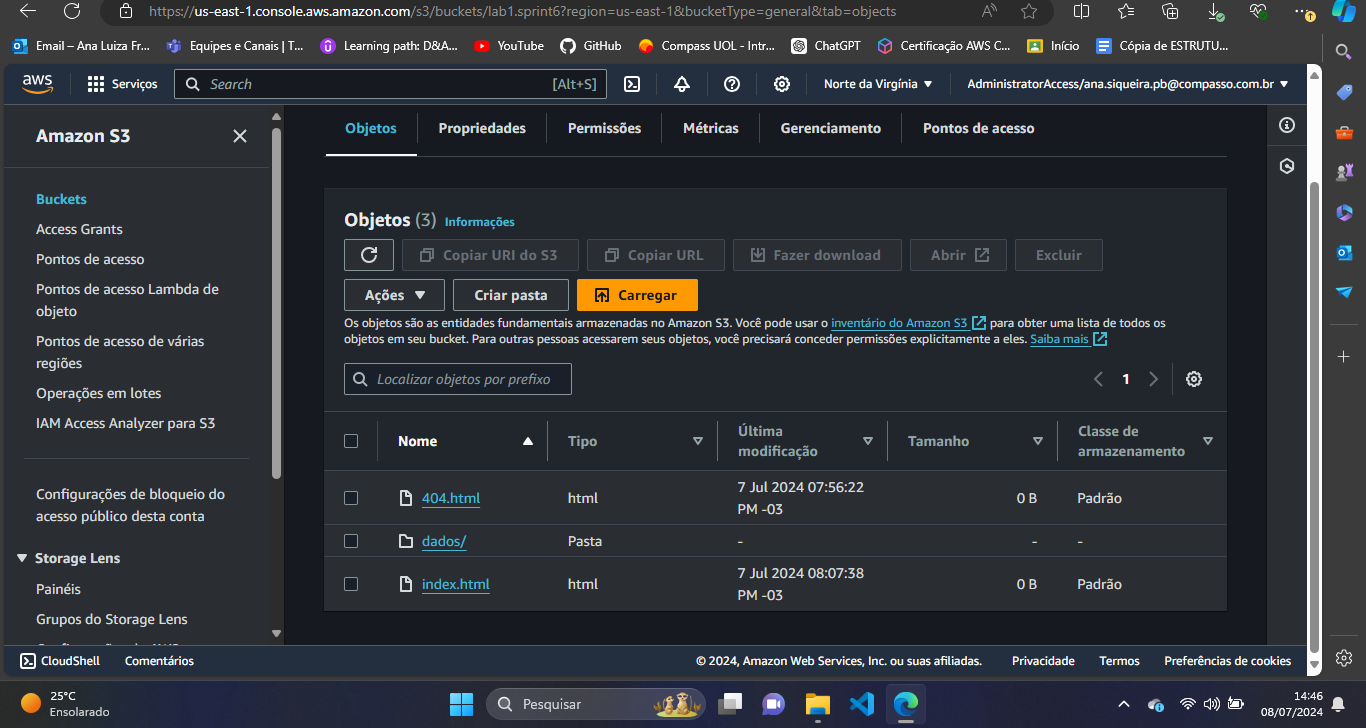 https://us-east-1.console.aws.amazon.com/s3/buckets/lab1.sprint6?region=us-east-1&bucketType=general&tab=objects
Email – Ana Luiza Fr...
Equipes e Canais | T...
Learning path: D&A...
YouTube
GitHub
Compass UOL - Intr...
ChatGPT
Certificação AWS C...
Início
Cópia de ESTRUTU...
aws
Serviços
Search
[Alt+S]
Norte da Virgínia
AdministratorAccess/ana.siqueira.pb@compasso.com.br
Amazon S3
Buckets
Access Grants
Pontos de acesso
Pontos de acesso Lambda de
objeto
Pontos de acesso de várias
regiões
Operações em lotes
IAM Access Analyzer para S3
Configurações de bloqueio do
acesso público desta conta
Storage Lens
Painéis
Grupos do Storage Lens
Objetos
Propriedades
Permissões
Métricas
Gerenciamento
Pontos de acesso
Objetos (3)
Informações
Copiar URI do S3
Copiar URL
Fazer download
Abrir
Excluir
Ações
Criar pasta
Carregar
Os objetos são as entidades fundamentais armazenadas no Amazon S3. Você pode usar o inventário do Amazon S3 para obter uma lista de todos os
objetos em seu bucket. Para outras pessoas acessarem seus objetos, você precisará conceder permissões explicitamente a eles. Saiba mais
Localizar objetos por prefixo
1
Nome
Tipo
Última
modificação
Tamanho
Classe de
armazenamento
404.html
html
7 Jul 2024 07:56:22
PM -03
0 B
Padrão
dados/
Pasta
-
-
-
index.html
html
7 Jul 2024 08:07:38
PM -03
0 B
Padrão
CloudShell
Comentários
© 2024, Amazon Web Services, Inc. ou suas afiliadas.
Privacidade
Termos
Preferências de cookies
25°C
Ensolarado
Pesquisar
14:46
08/07/2024